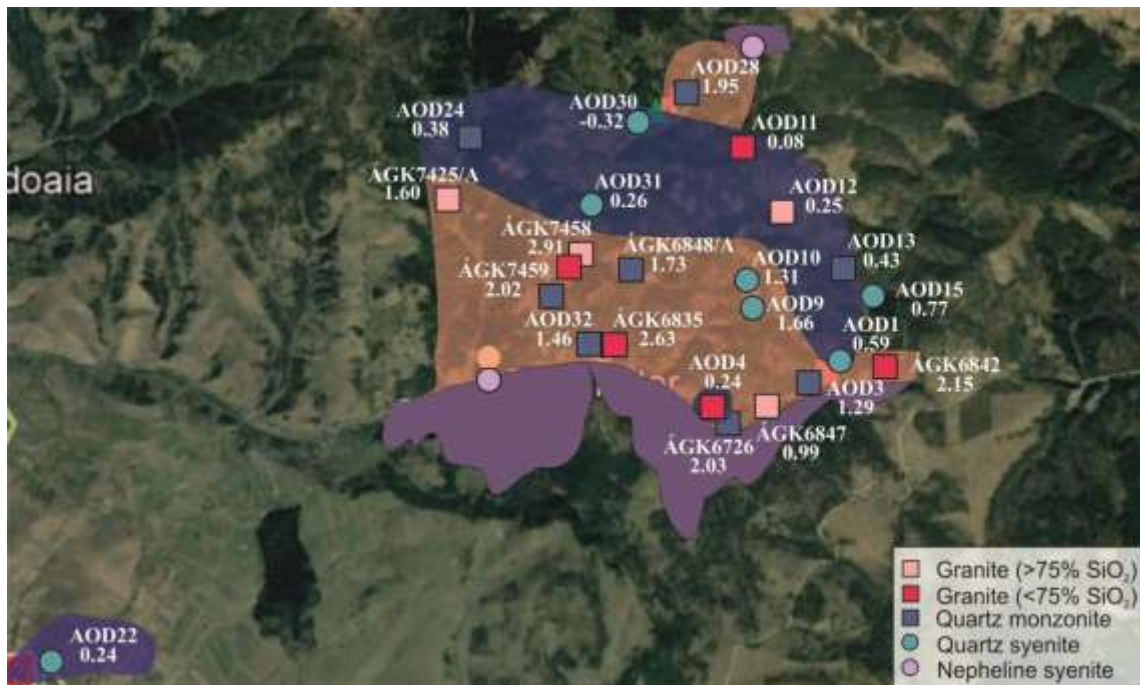 AOD28
1.95
AOD24
0.38
AOD30
-0.32
AOD11
0.08
doaia
ÁGK7425/A
1.60
AOD31
0.26
AOD12
0.25
ÁGK7458
2.91
ÁGK6848/A
1.73
AOD10
1.31
AOD13
0.43
ÁGK7459
2.02
AOD9
1.66
AOD15
0.77
AOD32
1.46
ÁGK6835
2.63
AOD1
0.59
AOD4
0.24
AOD3
1.29
ÁGK6842
2.15
ÁGK6726
2.03
ÁGK6847
0.99
AOD22
0.24
Granite (>75% SiO₂)
Granite (<75% SiO₂)
Quartz monzonite
Quartz syenite
Nepheline syenite